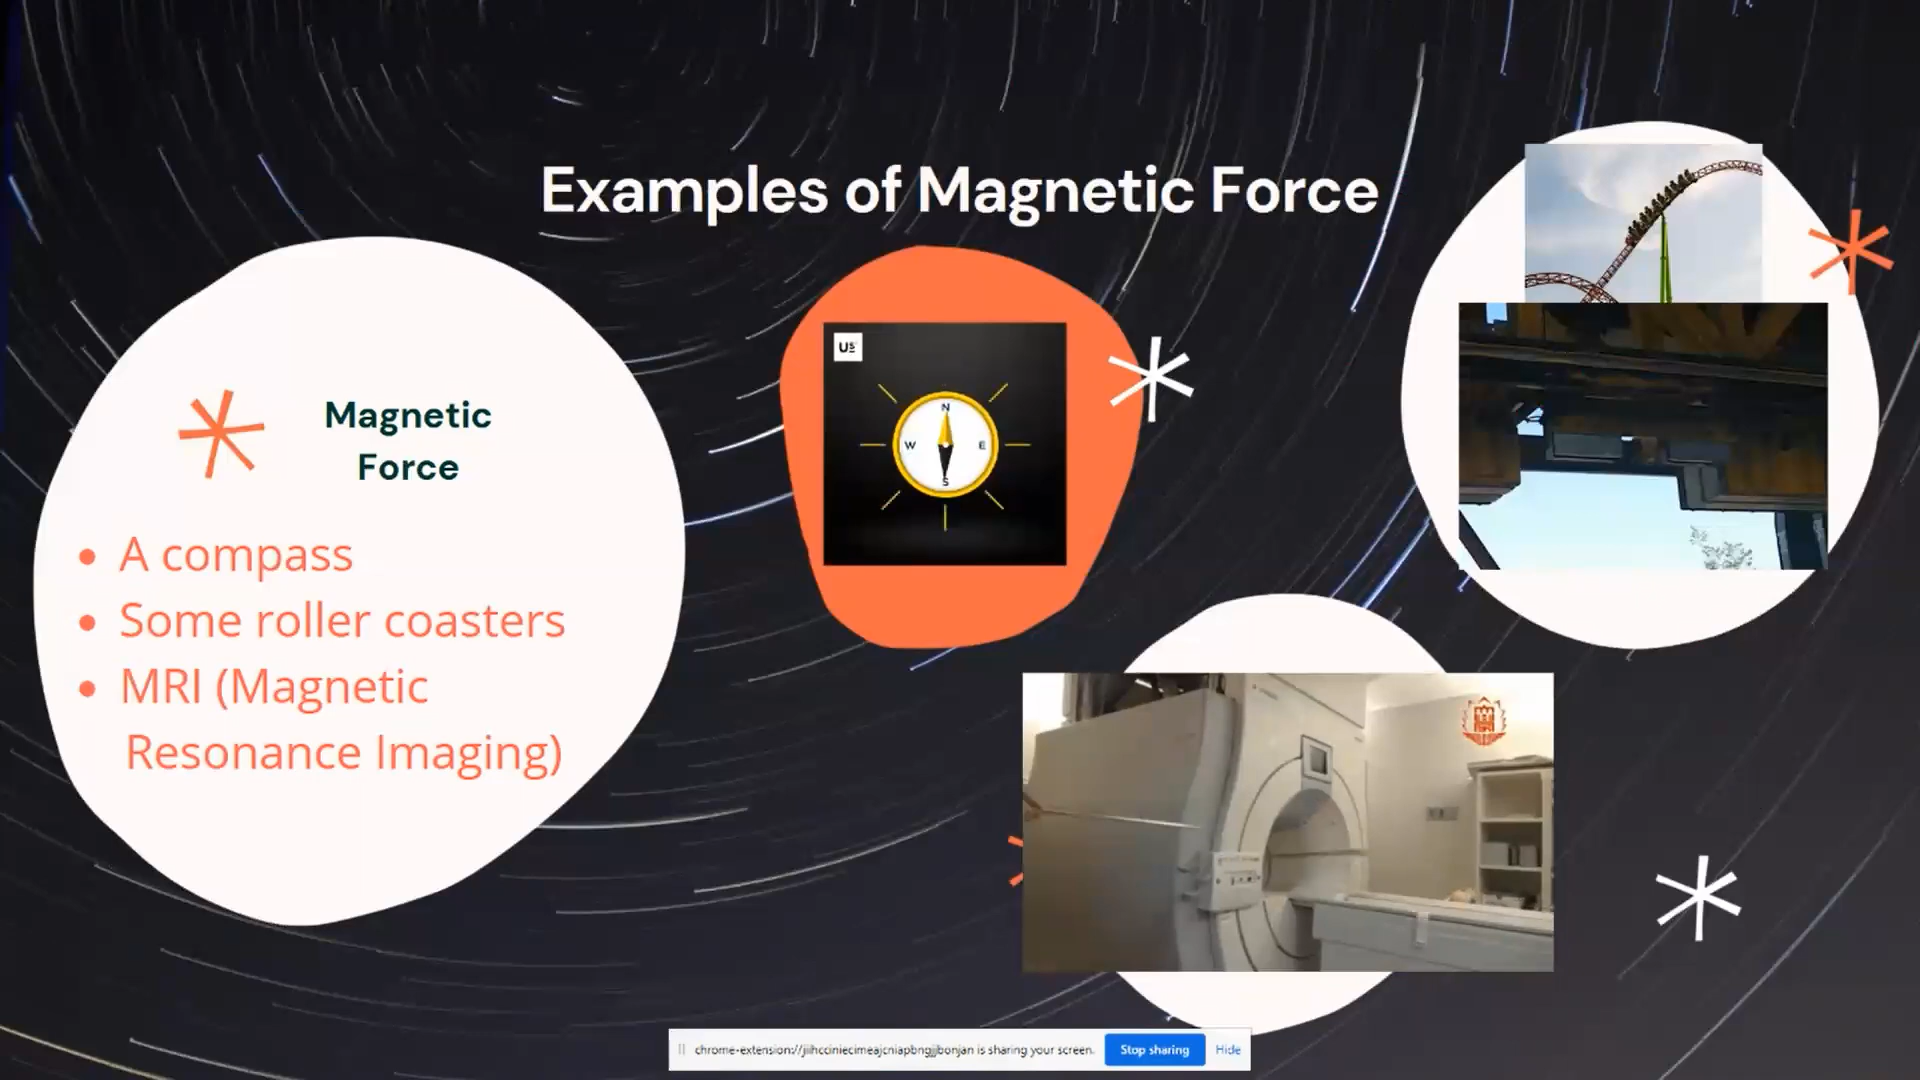 Examples of Magnetic Force
Magnetic
Force
• A compass
• Some roller coasters
• MRI (Magnetic
Resonance Imaging)
US
N
W E
S
is sharing your screen.
Stop sharing
Hide